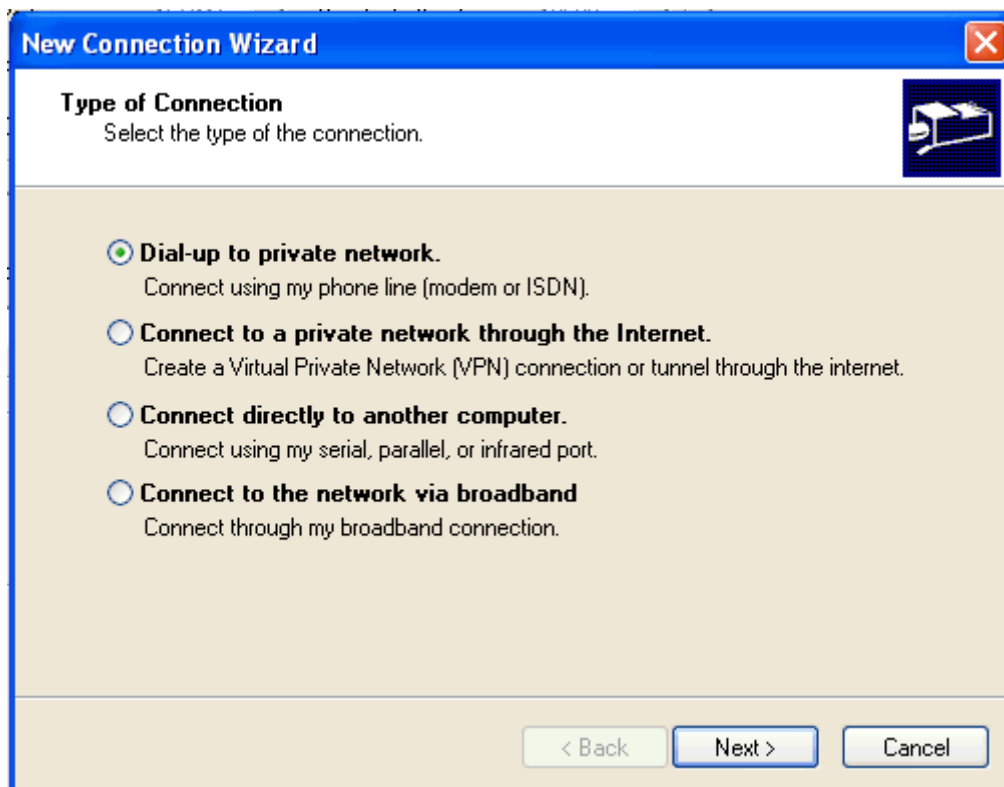 New Connection Wizard
Type of Connection
Select the type of the connection.
Dial-up to private network.
Connect using my phone line (modem or ISDN).
Connect to a private network through the Internet.
Create a Virtual Private Network (VPN) connection or tunnel through the internet.
Connect directly to another computer.
Connect using my serial, parallel, or infrared port.
Connect to the network via broadband
Connect through my broadband connection.
< Back Next > Cancel